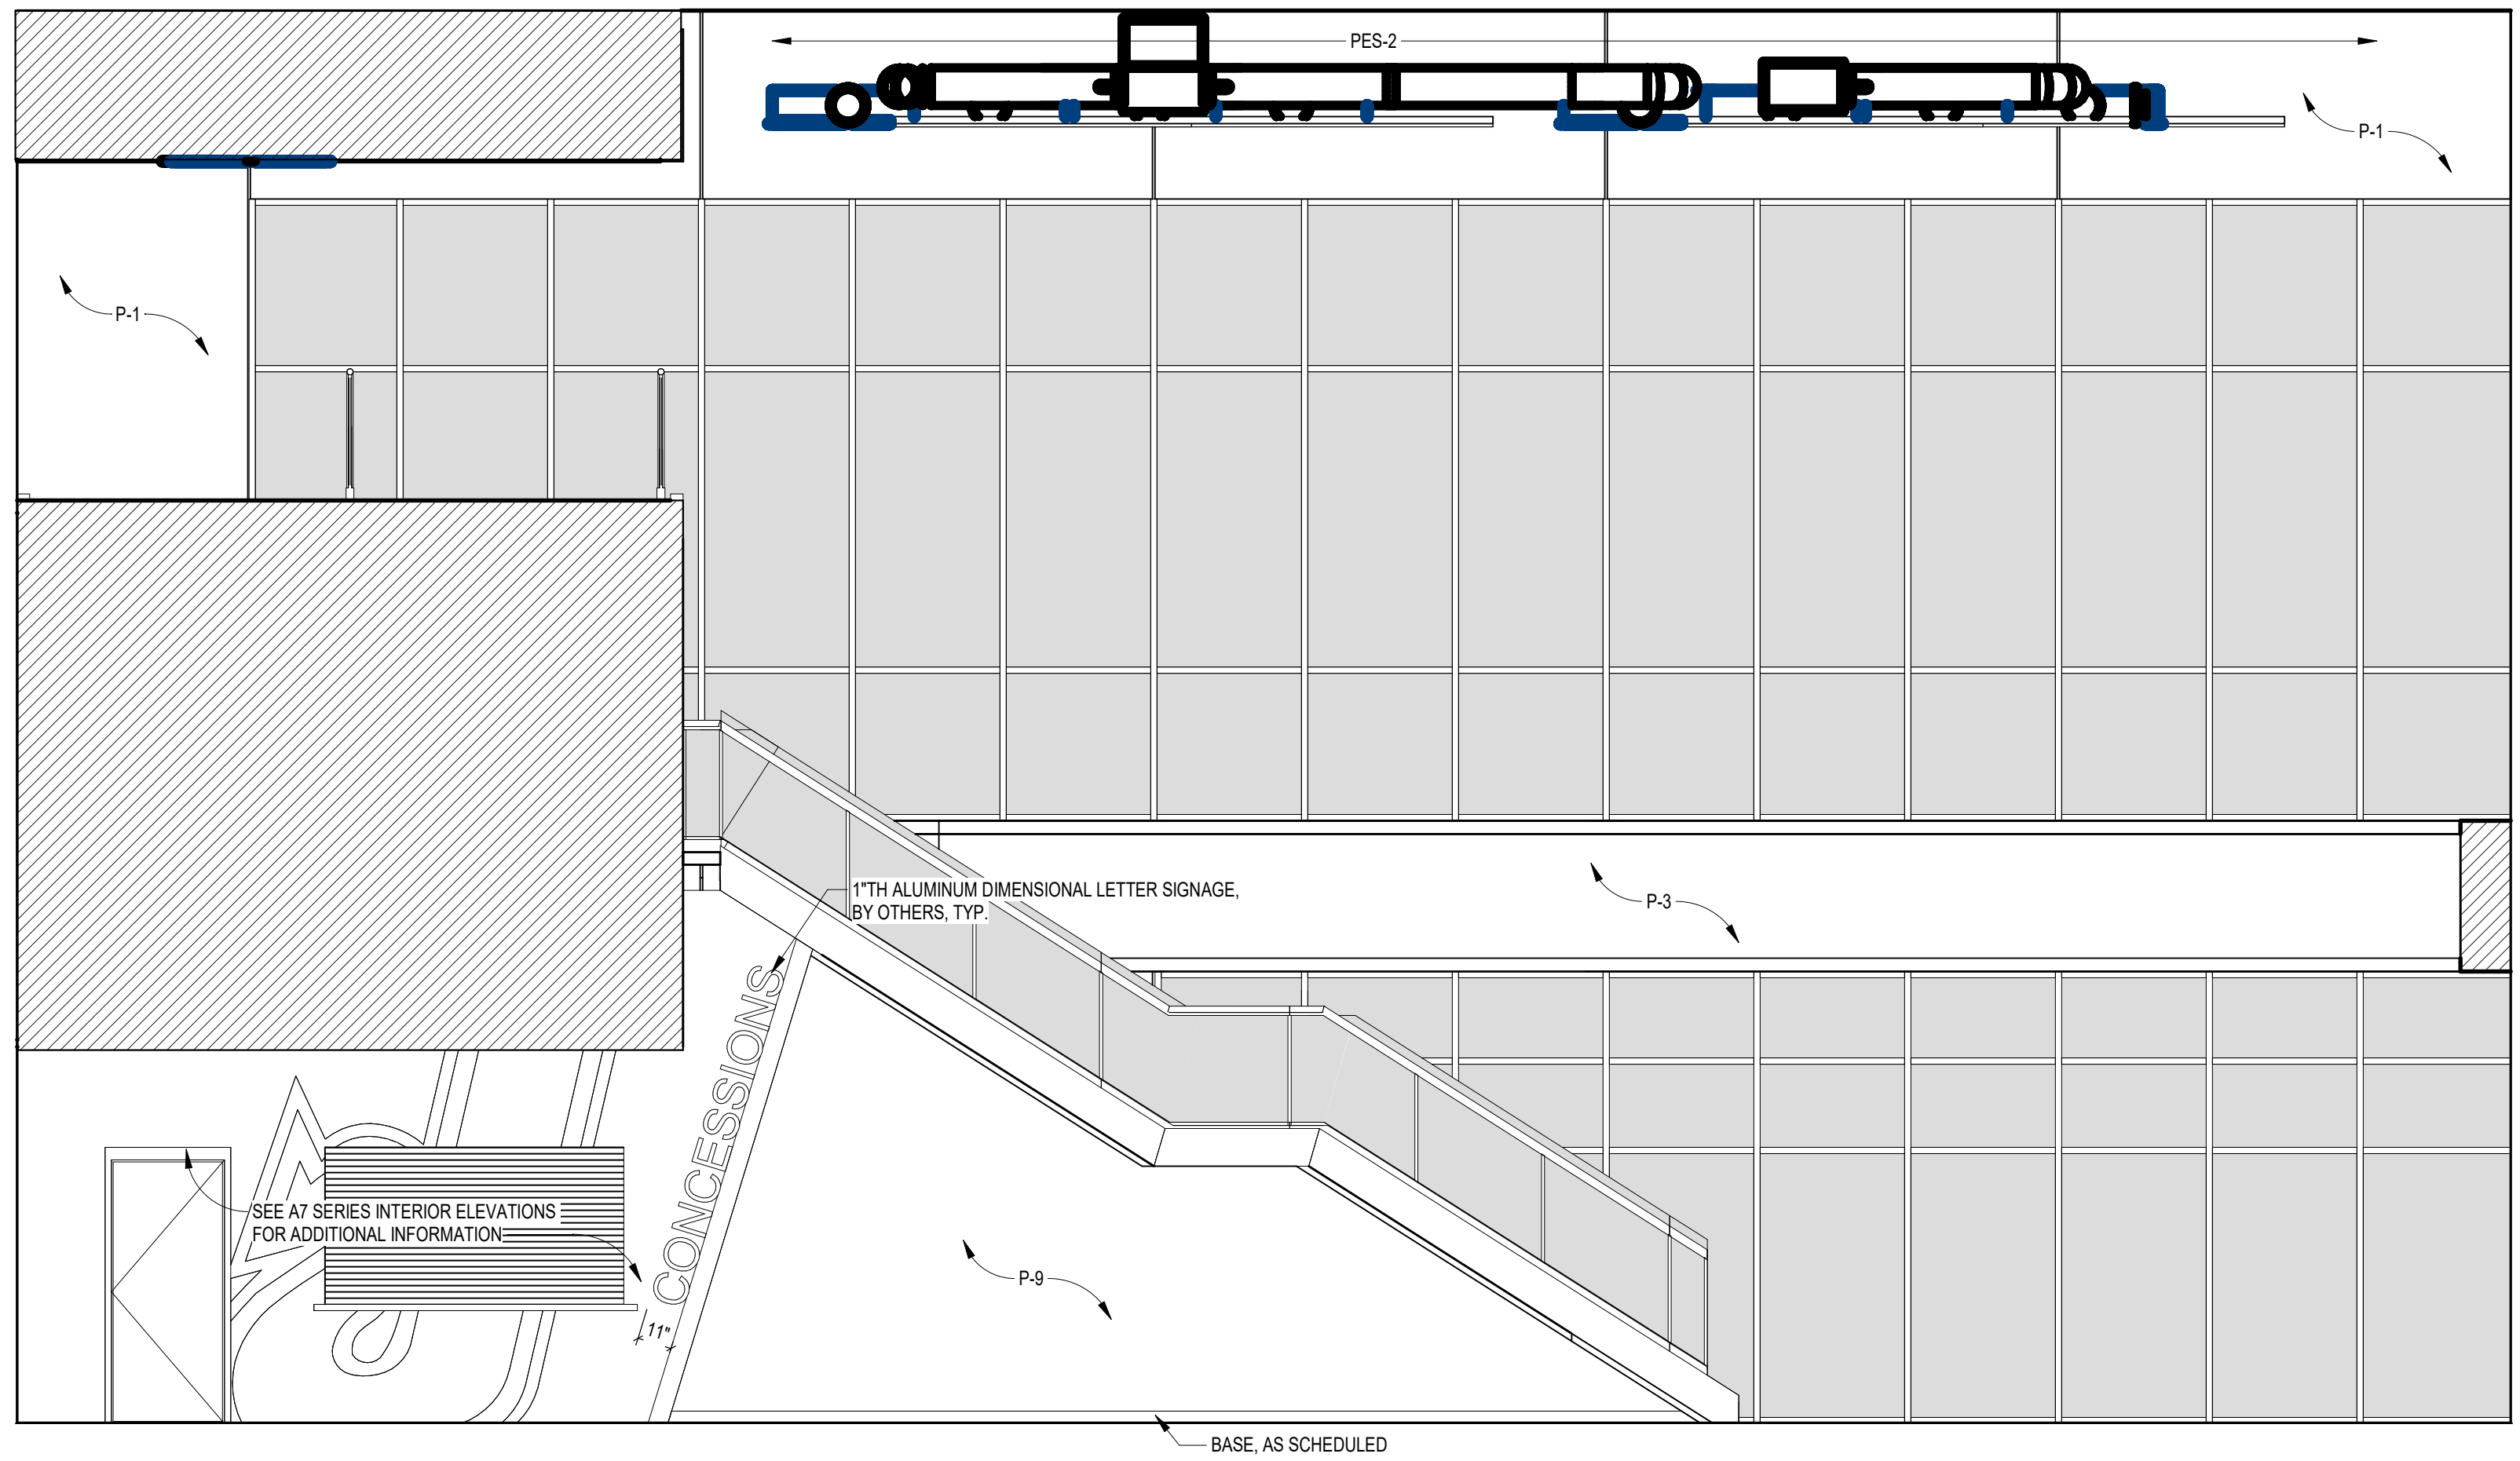 PES-2
P-1
P-1
1"TH ALUMINUM DIMENSIONAL LETTER SIGNAGE,
BY OTHERS, TYP.
P-3
CONCESSIONS
SEE A7 SERIES INTERIOR ELEVATIONS
FOR ADDITIONAL INFORMATION
P-9
11"
BASE, AS SCHEDULED